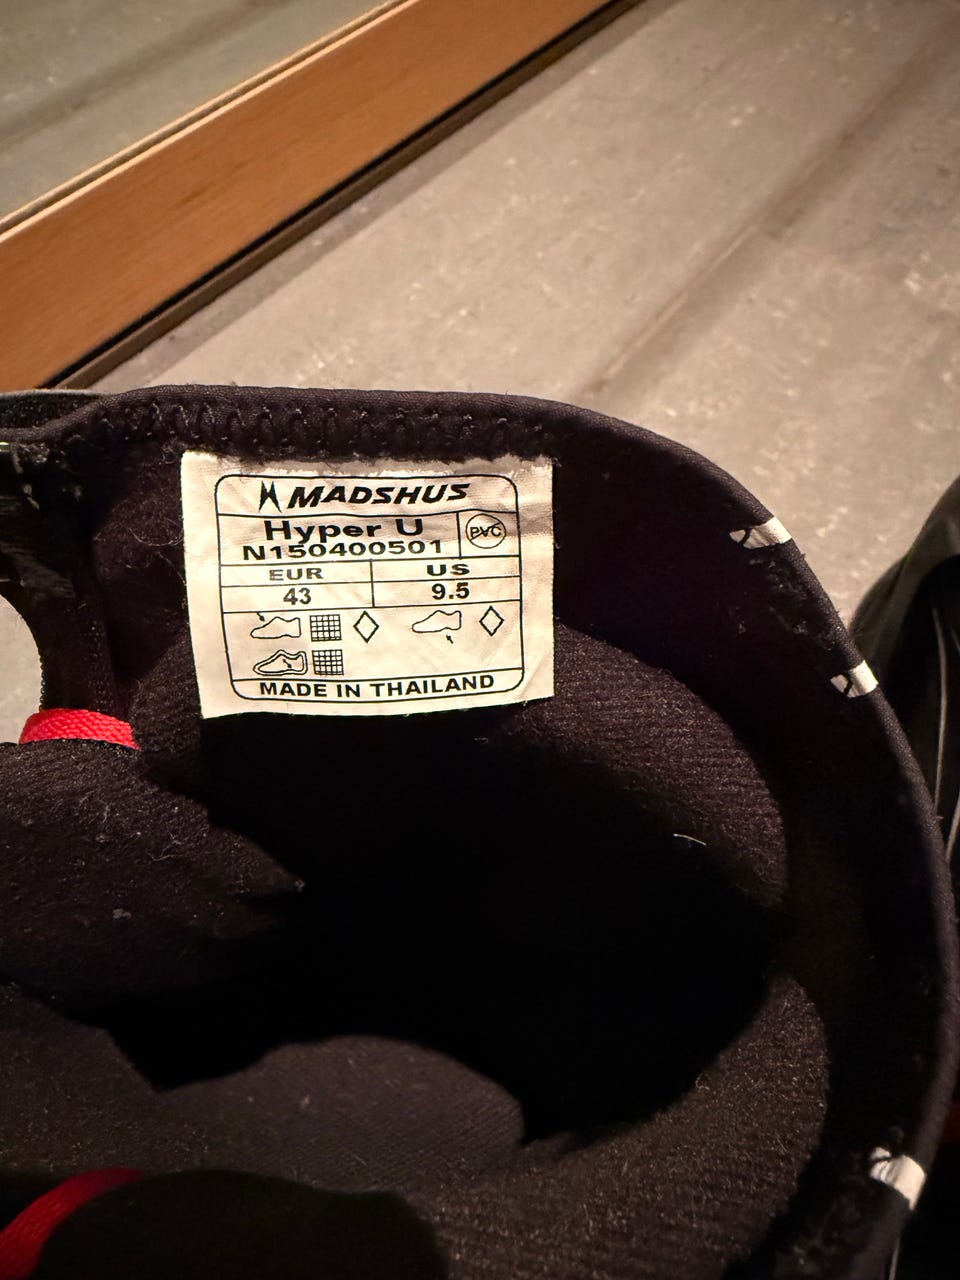 MADSHUS
Hyper U
N150400501
PVC
EUR US
43 9.5
MADE IN THAILAND